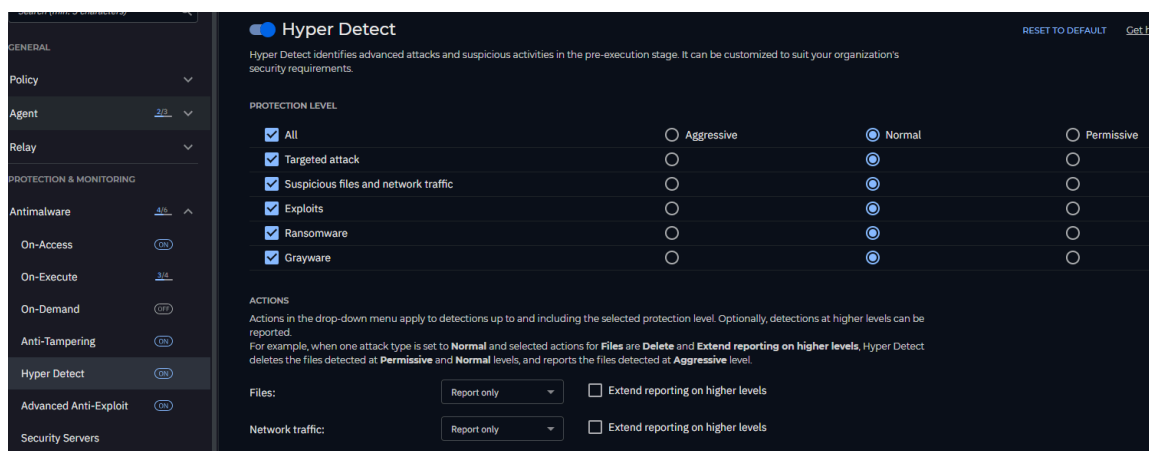 Search (min. 3 characters)
GENERAL
Policy
Agent 2/3
Relay
PROTECTION & MONITORING
Antimalware 4/6
On-Access ON
On-Execute 3/4
On-Demand OFF
Anti-Tampering ON
Hyper Detect ON
Advanced Anti-Exploit ON
Security Servers
Hyper Detect
RESET TO DEFAULT Get
Hyper Detect identifies advanced attacks and suspicious activities in the pre-execution stage. It can be customized to suit your organization's
security requirements.
PROTECTION LEVEL
All Aggressive Normal Permissive
Targeted attack
Suspicious files and network traffic
Exploits
Ransomware
Grayware
ACTIONS
Actions in the drop-down menu apply to detections up to and including the selected protection level. Optionally, detections at higher levels can be
reported.
For example, when one attack type is set to Normal and selected actions for Files are Delete and Extend reporting on higher levels, Hyper Detect
deletes the files detected at Permissive and Normal levels, and reports the files detected at Aggressive level.
Files: Report only Extend reporting on higher levels
Network traffic: Report only Extend reporting on higher levels